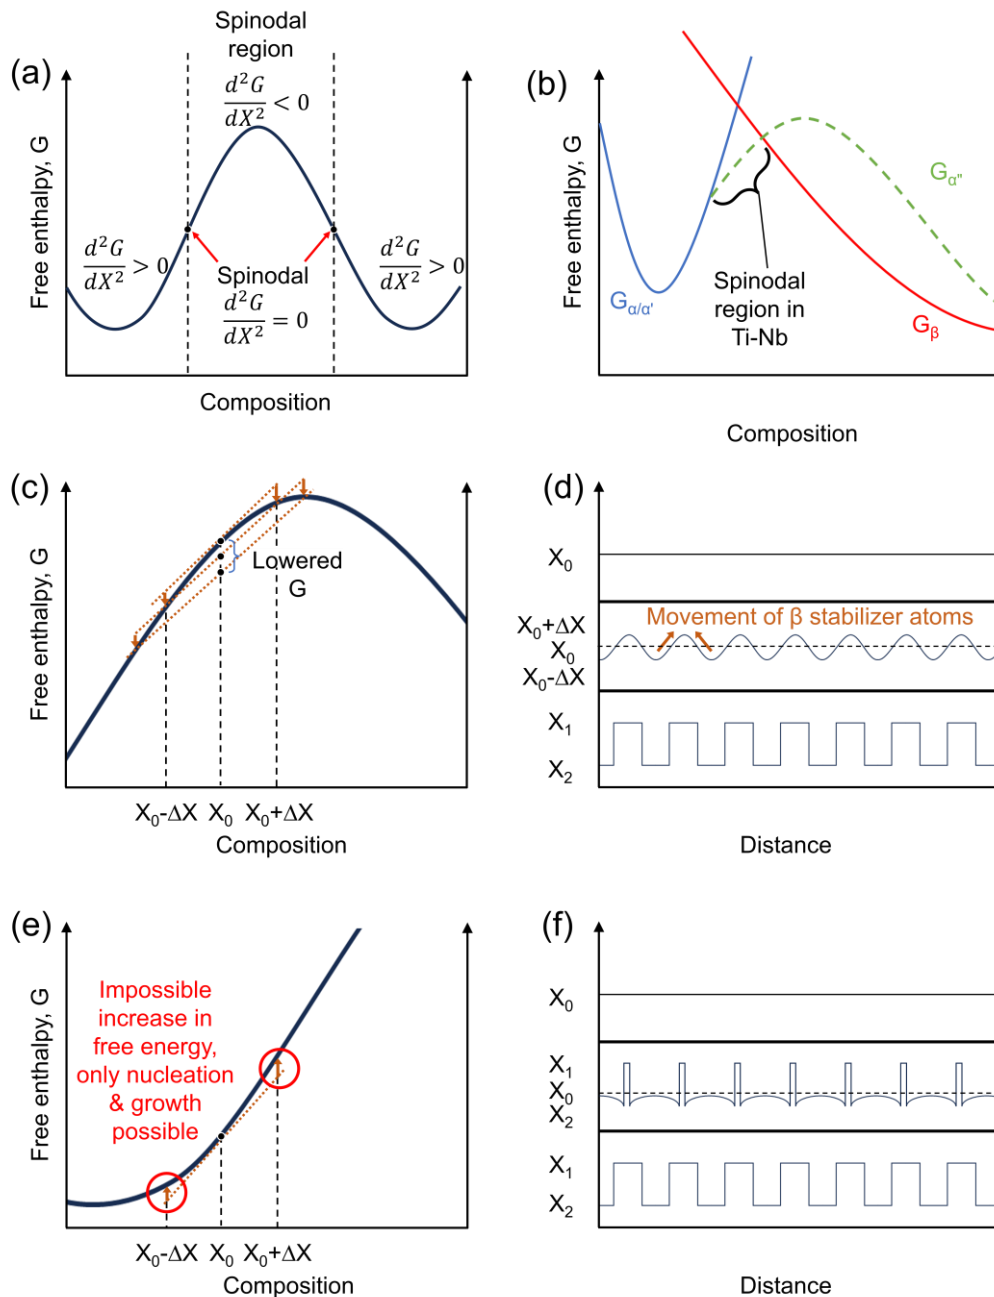 (a)
Spinodal
region
d²G
dX² < 0
d²G
dX² > 0
d²G
dX² > 0
Spinodal
d²G
dX² = 0
Free enthalpy, G
Composition
(b)
Free enthalpy, G
G_α/α'
G_α"
G_β
Spinodal
region in
Ti-Nb
Composition
(c)
Free enthalpy, G
Lowered
G
X₀-ΔX X₀ X₀+ΔX
Composition
(d)
X₀
X₀+ΔX
X₀
X₀-ΔX
Movement of β stabilizer atoms
X₁
X₂
Distance
(e)
Free enthalpy, G
Impossible
increase in
free energy,
only nucleation
& growth
possible
X₀-ΔX X₀ X₀+ΔX
Composition
(f)
X₀
X₁
X₀
X₂
X₁
X₂
Distance